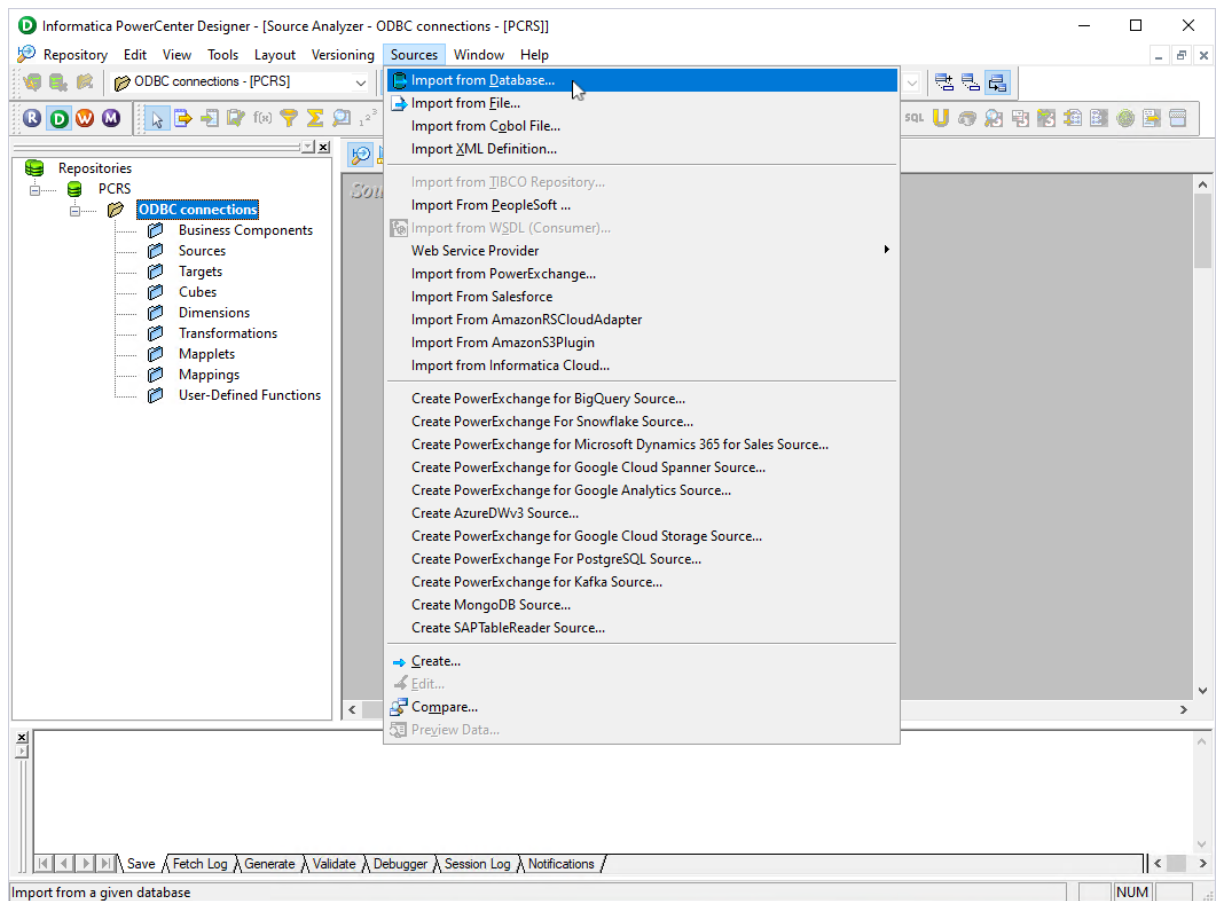 Informatica PowerCenter Designer - [Source Analyzer - ODBC connections - [PCRS]]
Repository Edit View Tools Layout Versioning Sources Window Help
ODBC connections - [PCRS]
R D W M f(x) 1 2 3 SQL
Repositories
PCRS
ODBC connections
Business Components
Sources
Targets
Cubes
Dimensions
Transformations
Mapplets
Mappings
User-Defined Functions
Sou
Import from Database...
Import from File...
Import from Cobol File...
Import XML Definition...
Import from TIBCO Repository...
Import From PeopleSoft ...
Import from WSDL (Consumer)...
Web Service Provider
Import from PowerExchange...
Import From Salesforce
Import From AmazonRSCloudAdapter
Import From AmazonS3Plugin
Import from Informatica Cloud...
Create PowerExchange for BigQuery Source...
Create PowerExchange For Snowflake Source...
Create PowerExchange for Microsoft Dynamics 365 for Sales Source...
Create PowerExchange for Google Cloud Spanner Source...
Create PowerExchange for Google Analytics Source...
Create AzureDWv3 Source...
Create PowerExchange for Google Cloud Storage Source...
Create PowerExchange For PostgreSQL Source...
Create PowerExchange for Kafka Source...
Create MongoDB Source...
Create SAPTableReader Source...
Create...
Edit...
Compare...
Preview Data...
Save Fetch Log Generate Validate Debugger Session Log Notifications
Import from a given database NUM